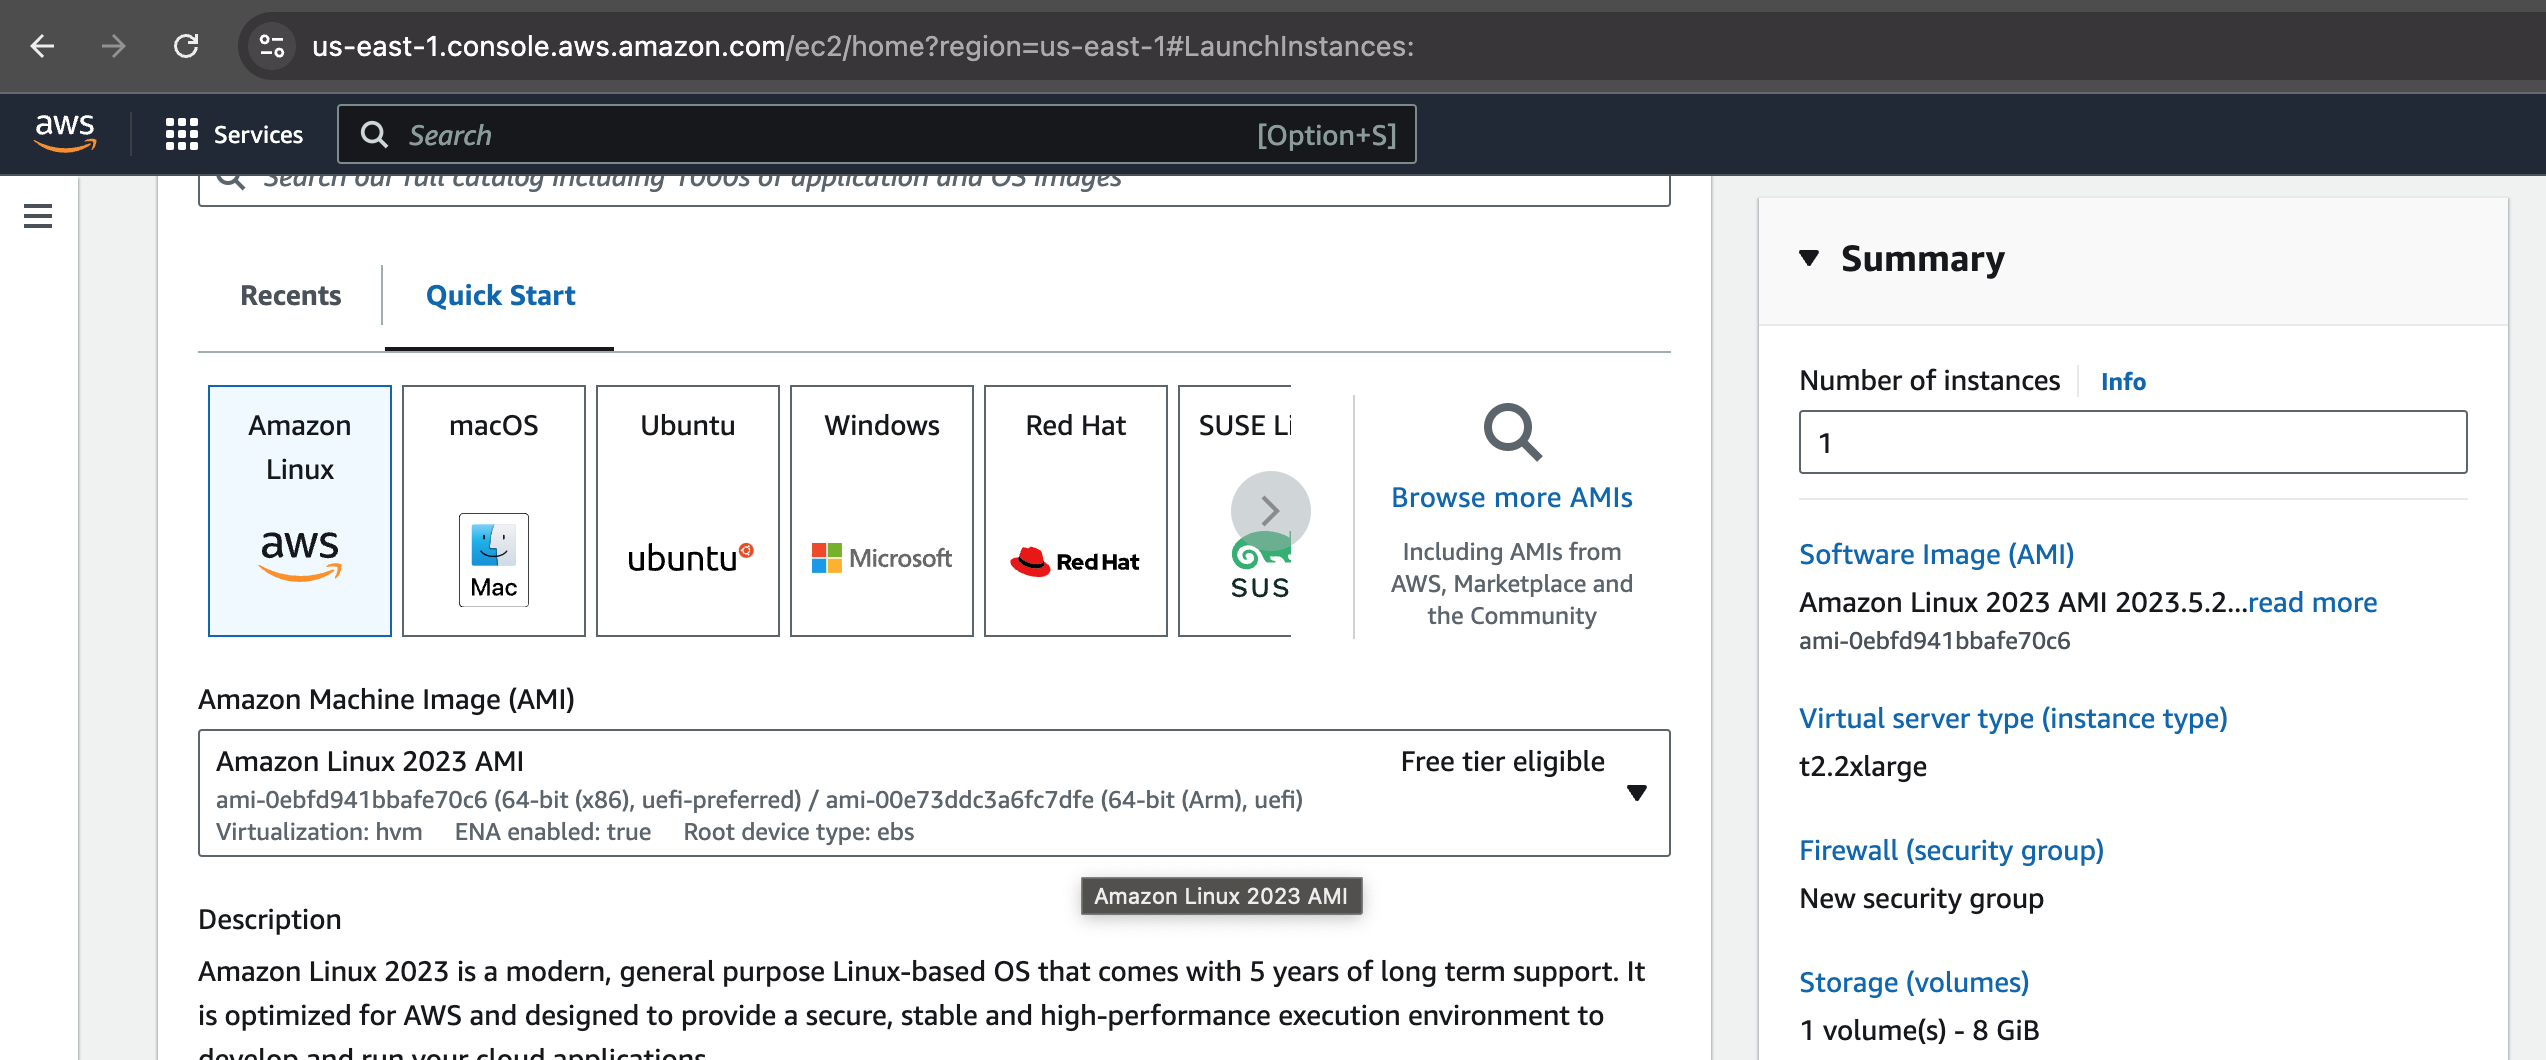 us-east-1.console.aws.amazon.com/ec2/home?region=us-east-1#LaunchInstances:
aws
Services
Search
[Option+S]
Search our full catalog including 1000s of application and OS images
Recents
Quick Start
Amazon Linux
aws
macOS
Mac
Ubuntu
ubuntu
Windows
Microsoft
Red Hat
Red Hat
SUSE Li
SUS
Browse more AMIs
Including AMIs from
AWS, Marketplace and
the Community
Amazon Machine Image (AMI)
Amazon Linux 2023 AMI
Free tier eligible
ami-0ebfd941bbafe70c6 (64-bit (x86), uefi-preferred) / ami-00e73ddc3a6fc7dfe (64-bit (Arm), uefi)
Virtualization: hvm ENA enabled: true Root device type: ebs
Amazon Linux 2023 AMI
Description
Amazon Linux 2023 is a modern, general purpose Linux-based OS that comes with 5 years of long term support. It
is optimized for AWS and designed to provide a secure, stable and high-performance execution environment to
develop and run your cloud applications.
Summary
Number of instances
Info
1
Software Image (AMI)
Amazon Linux 2023 AMI 2023.5.2...read more
ami-0ebfd941bbafe70c6
Virtual server type (instance type)
t2.2xlarge
Firewall (security group)
New security group
Storage (volumes)
1 volume(s) - 8 GiB